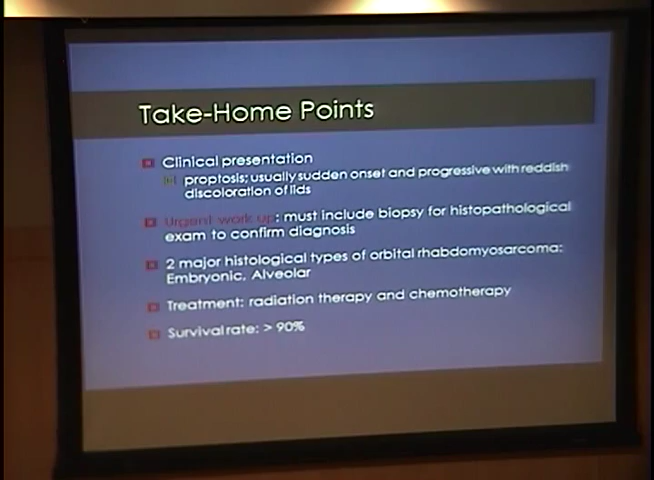 Take-Home Points
Clinical presentation
proptosis; usually sudden onset and progressive with reddish
discoloration of lids
Urgent work up: must include biopsy for histopathological
exam to confirm diagnosis
2 major histological types of orbital rhabdomyosarcoma:
Embryonic, Alveolar
Treatment: radiation therapy and chemotherapy
Survival rate: > 90%